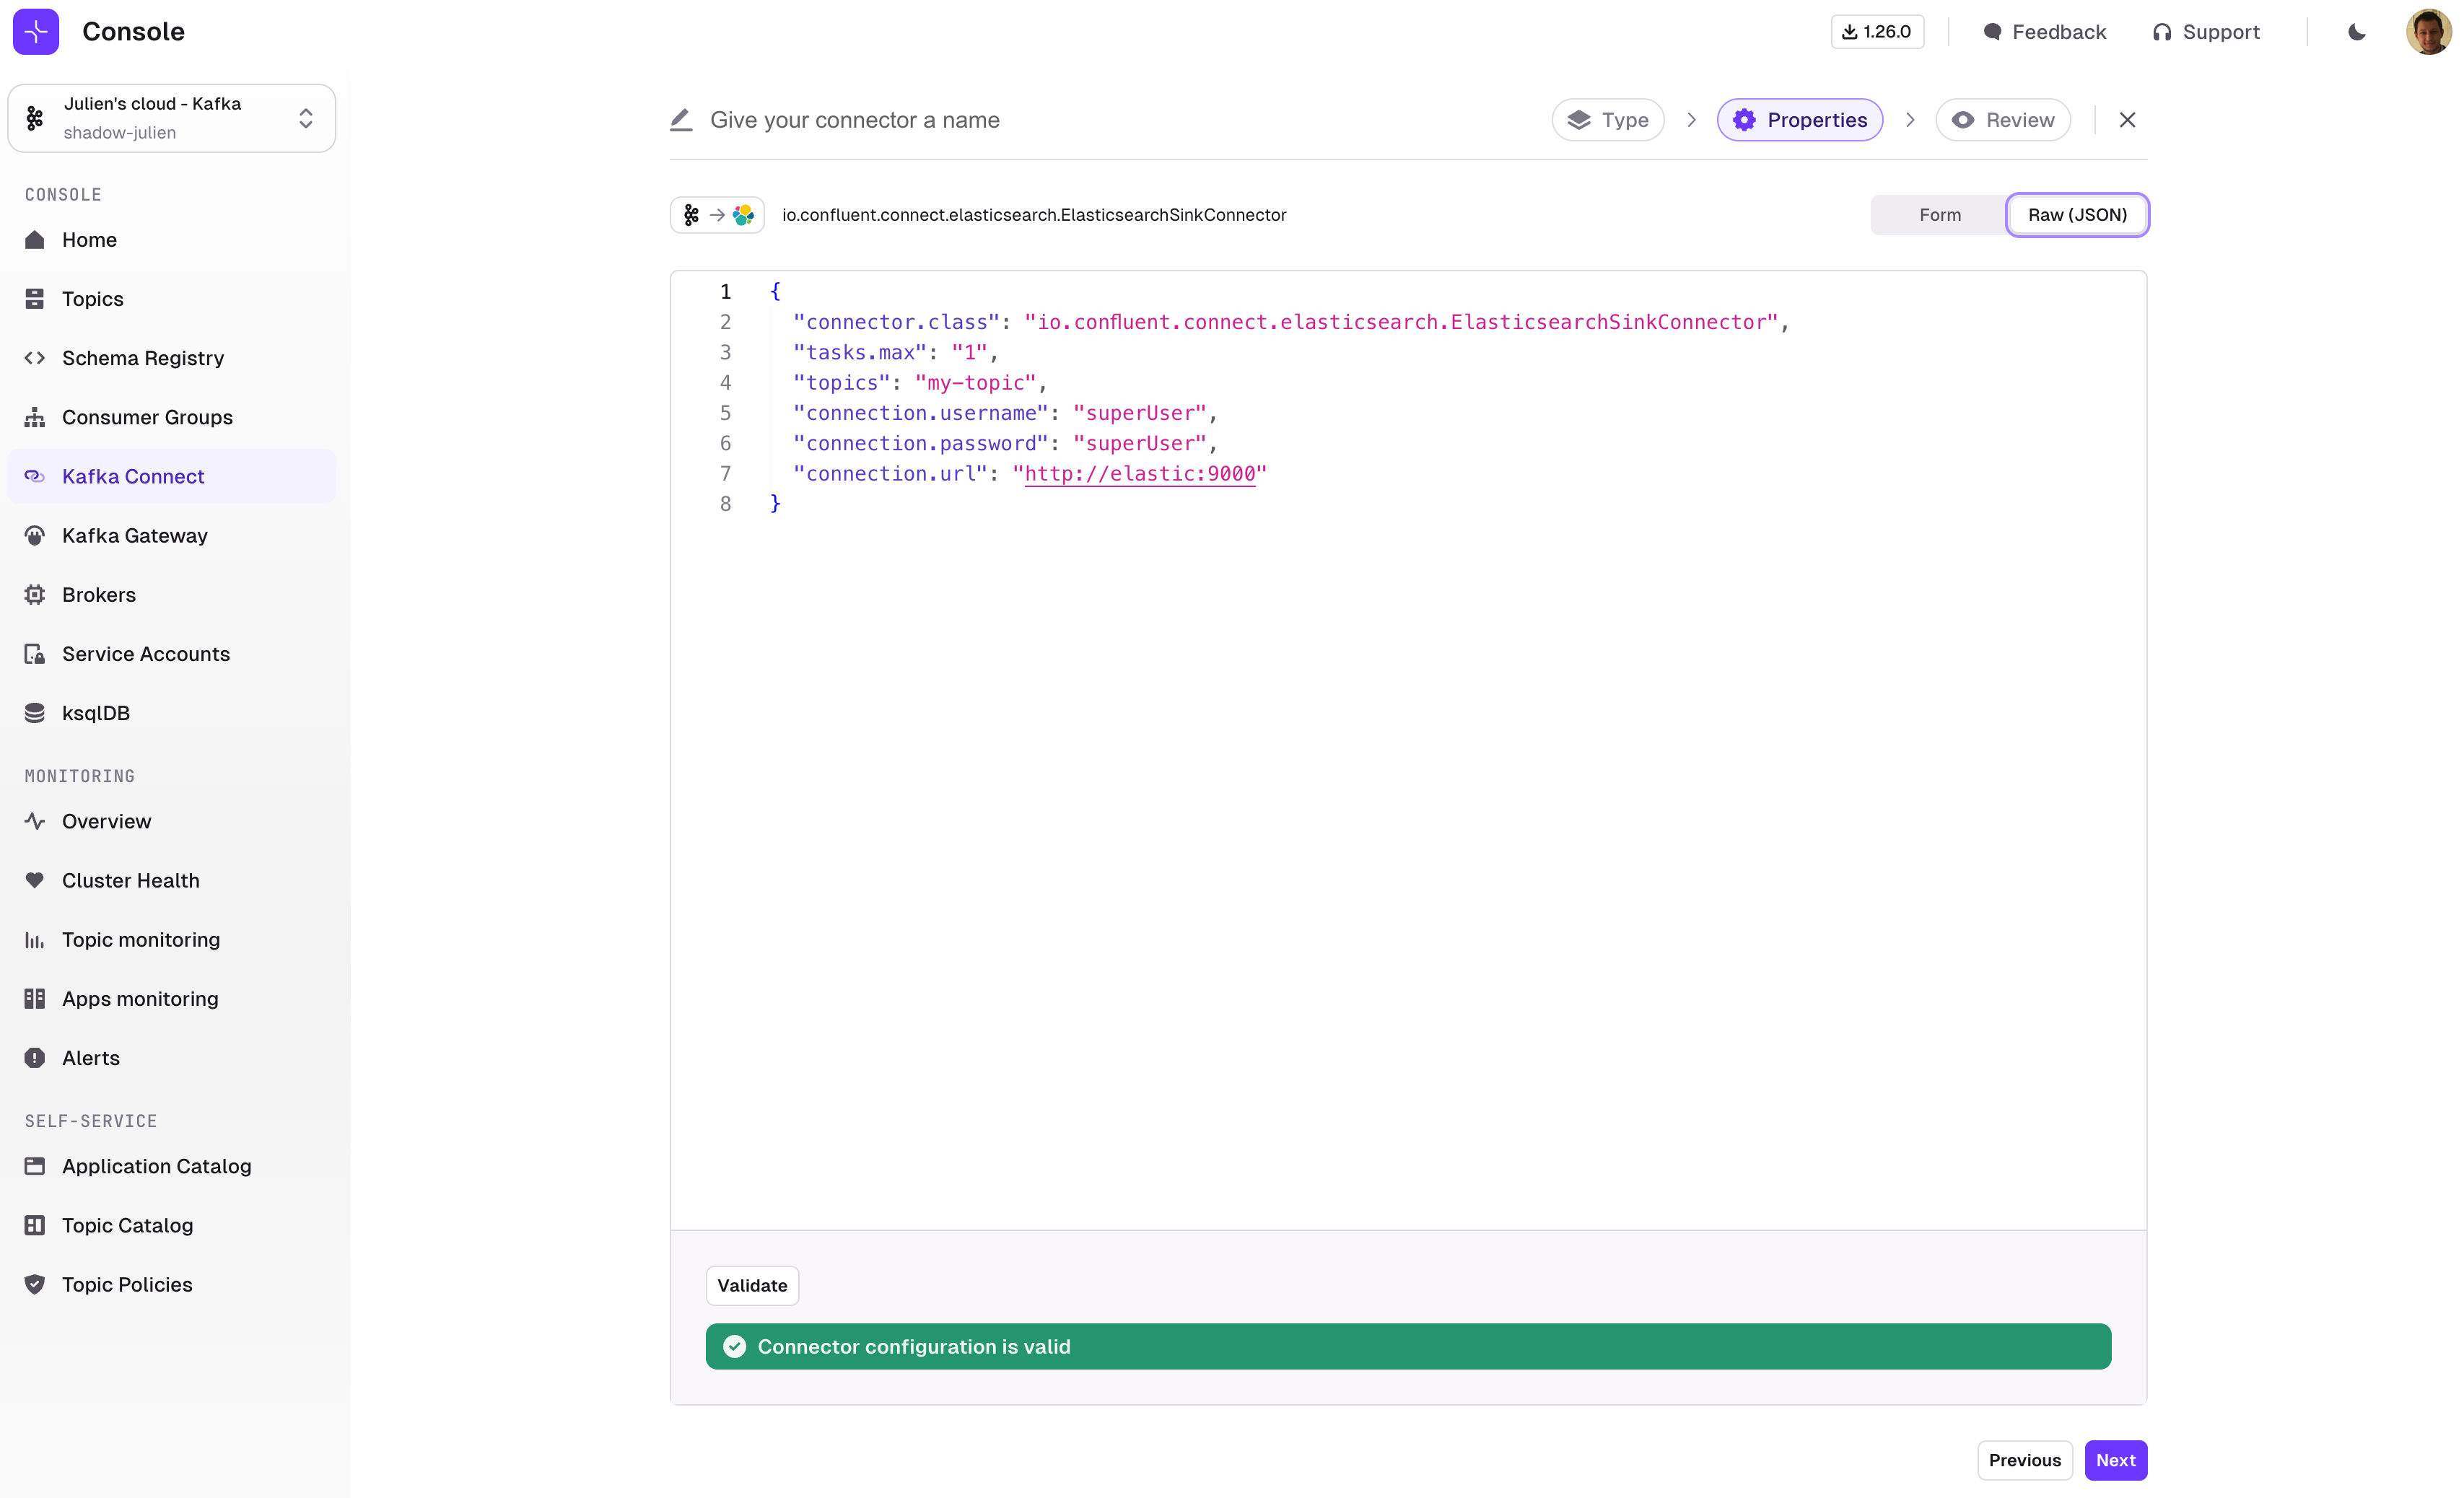 Console
1.26.0
Feedback
Support
Julien's cloud - Kafka
shadow-julien
CONSOLE
Home
Topics
Schema Registry
Consumer Groups
Kafka Connect
Kafka Gateway
Brokers
Service Accounts
ksqlDB
MONITORING
Overview
Cluster Health
Topic monitoring
Apps monitoring
Alerts
SELF-SERVICE
Application Catalog
Topic Catalog
Topic Policies
Give your connector a name
Type
Properties
Review
io.confluent.connect.elasticsearch.ElasticsearchSinkConnector
Form
Raw (JSON)
1 {
2 "connector.class": "io.confluent.connect.elasticsearch.ElasticsearchSinkConnector",
3 "tasks.max": "1",
4 "topics": "my-topic",
5 "connection.username": "superUser",
6 "connection.password": "superUser",
7 "connection.url": "http://elastic:9000"
8 }
Validate
Connector configuration is valid
Previous
Next